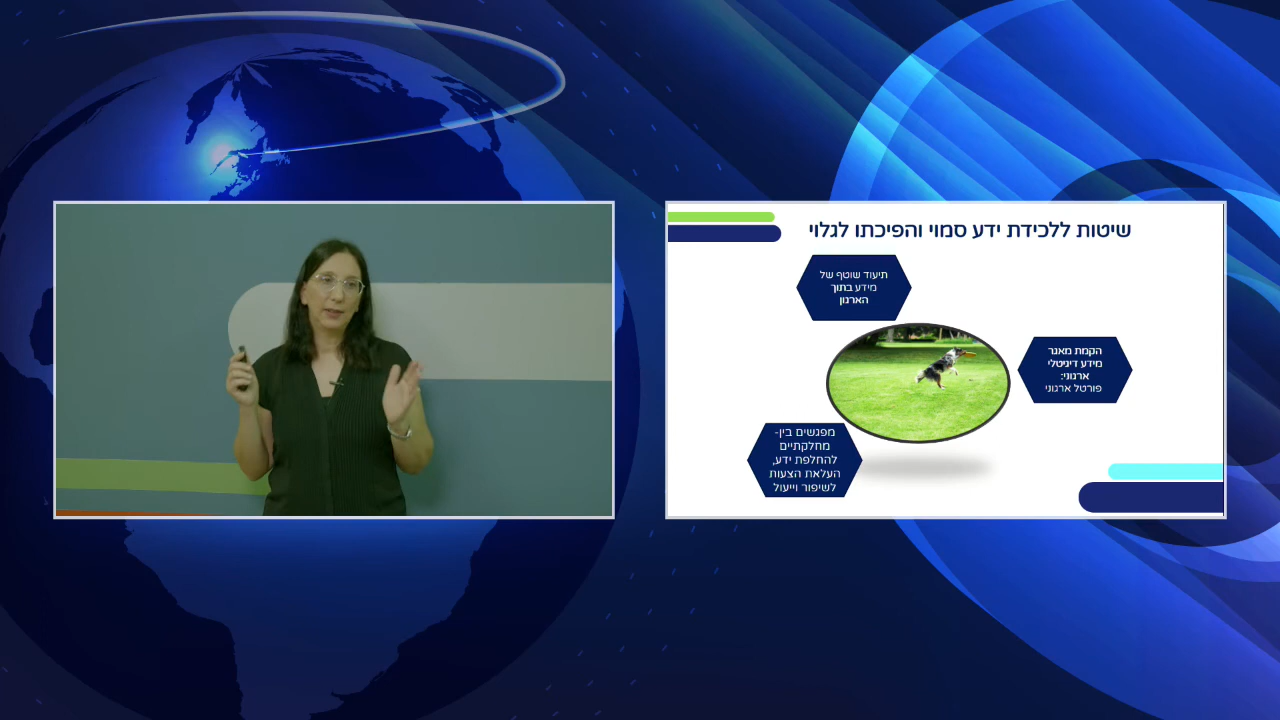 שיטות ללכידת ידע סמוי והפיכתו לגלוי
תיעוד שוטף של
מידע בתוך
הארגון
הקמת מאגר
מידע דיגיטלי
ארגוני:
פורטל ארגוני
מפגשים בין-
מחלקתיים
להחלפת ידע,
העלאת הצעות
לשיפור וייעול